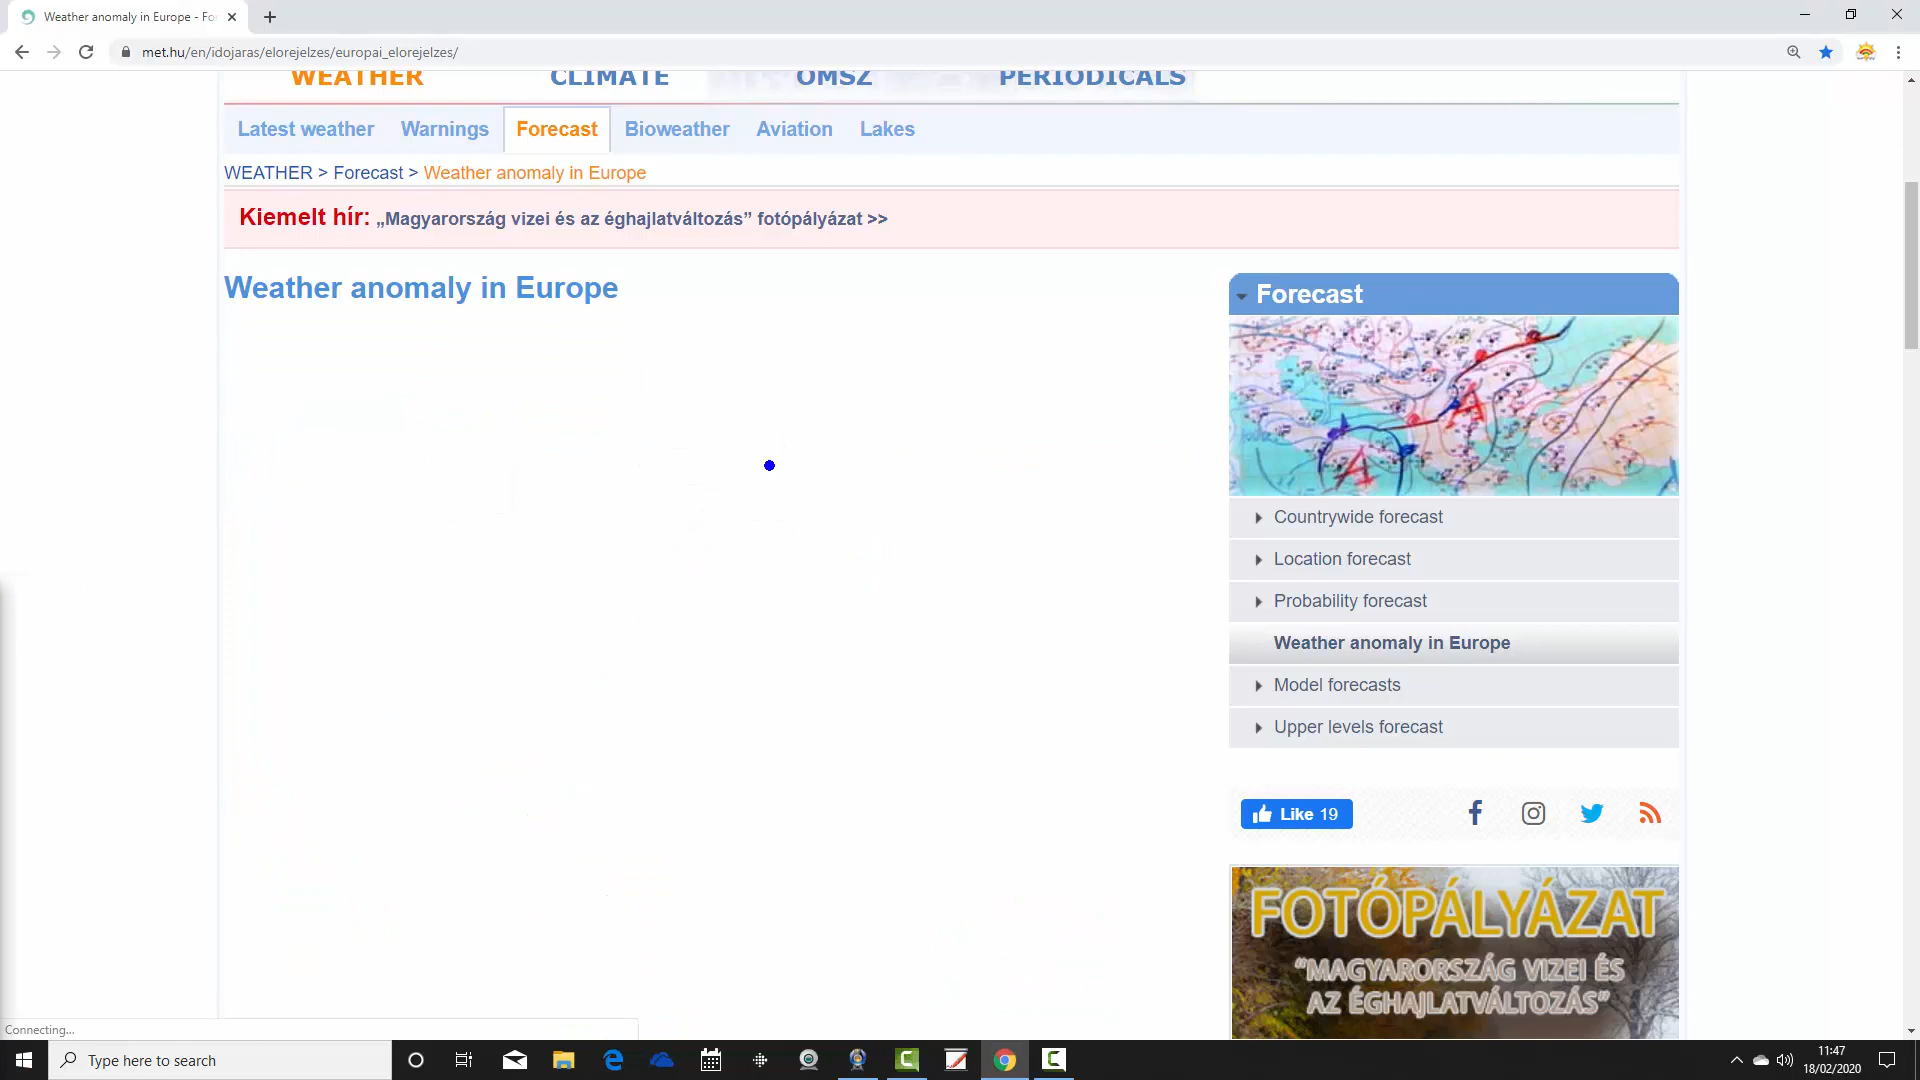 Weather anomaly in Europe - Fo
met.hu/en/idojaras/elorejelzes/europai_elorejelzes/
WEATHER CLIMATE OMSZ PERIODICALS
Latest weather Warnings Forecast Bioweather Aviation Lakes
WEATHER > Forecast > Weather anomaly in Europe
Kiemelt hír: „Magyarország vizei és az éghajlatváltozás” fotópályázat >>
Weather anomaly in Europe
Forecast
Countrywide forecast
Location forecast
Probability forecast
Weather anomaly in Europe
Model forecasts
Upper levels forecast
Like 19
FOTÓPÁLYÁZAT
“MAGYARORSZÁG VIZEI ÉS
AZ ÉGHAJLATVÁLTOZÁS”
Connecting...
Type here to search
11:47
18/02/2020